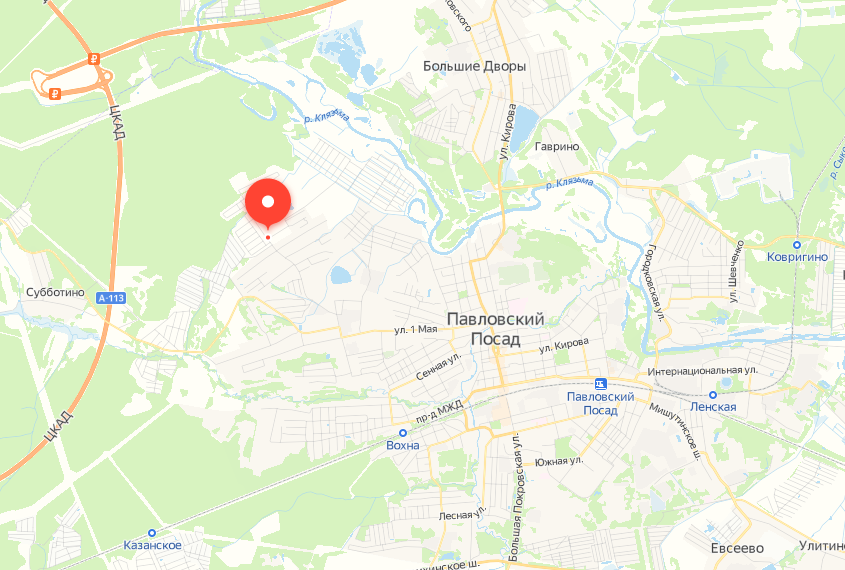 Большие Дворы
р. Клязьма
ЦКАД
ул. Кирова
Гаврино
р. Клязьма
ул. Шевченко
Городковская ул.
Ковригино
Субботино
А-113
Павловский
Посад
ул. 1 Мая
ул. Кирова
Сенная ул.
Интернациональная ул.
Павловский
Посад
Ленская
пр-д МЖД
Мишутинское ш.
ЦКАД
Вохна
Большая Покровская ул.
Южная ул.
Лесная ул.
Казанское
Евсеево